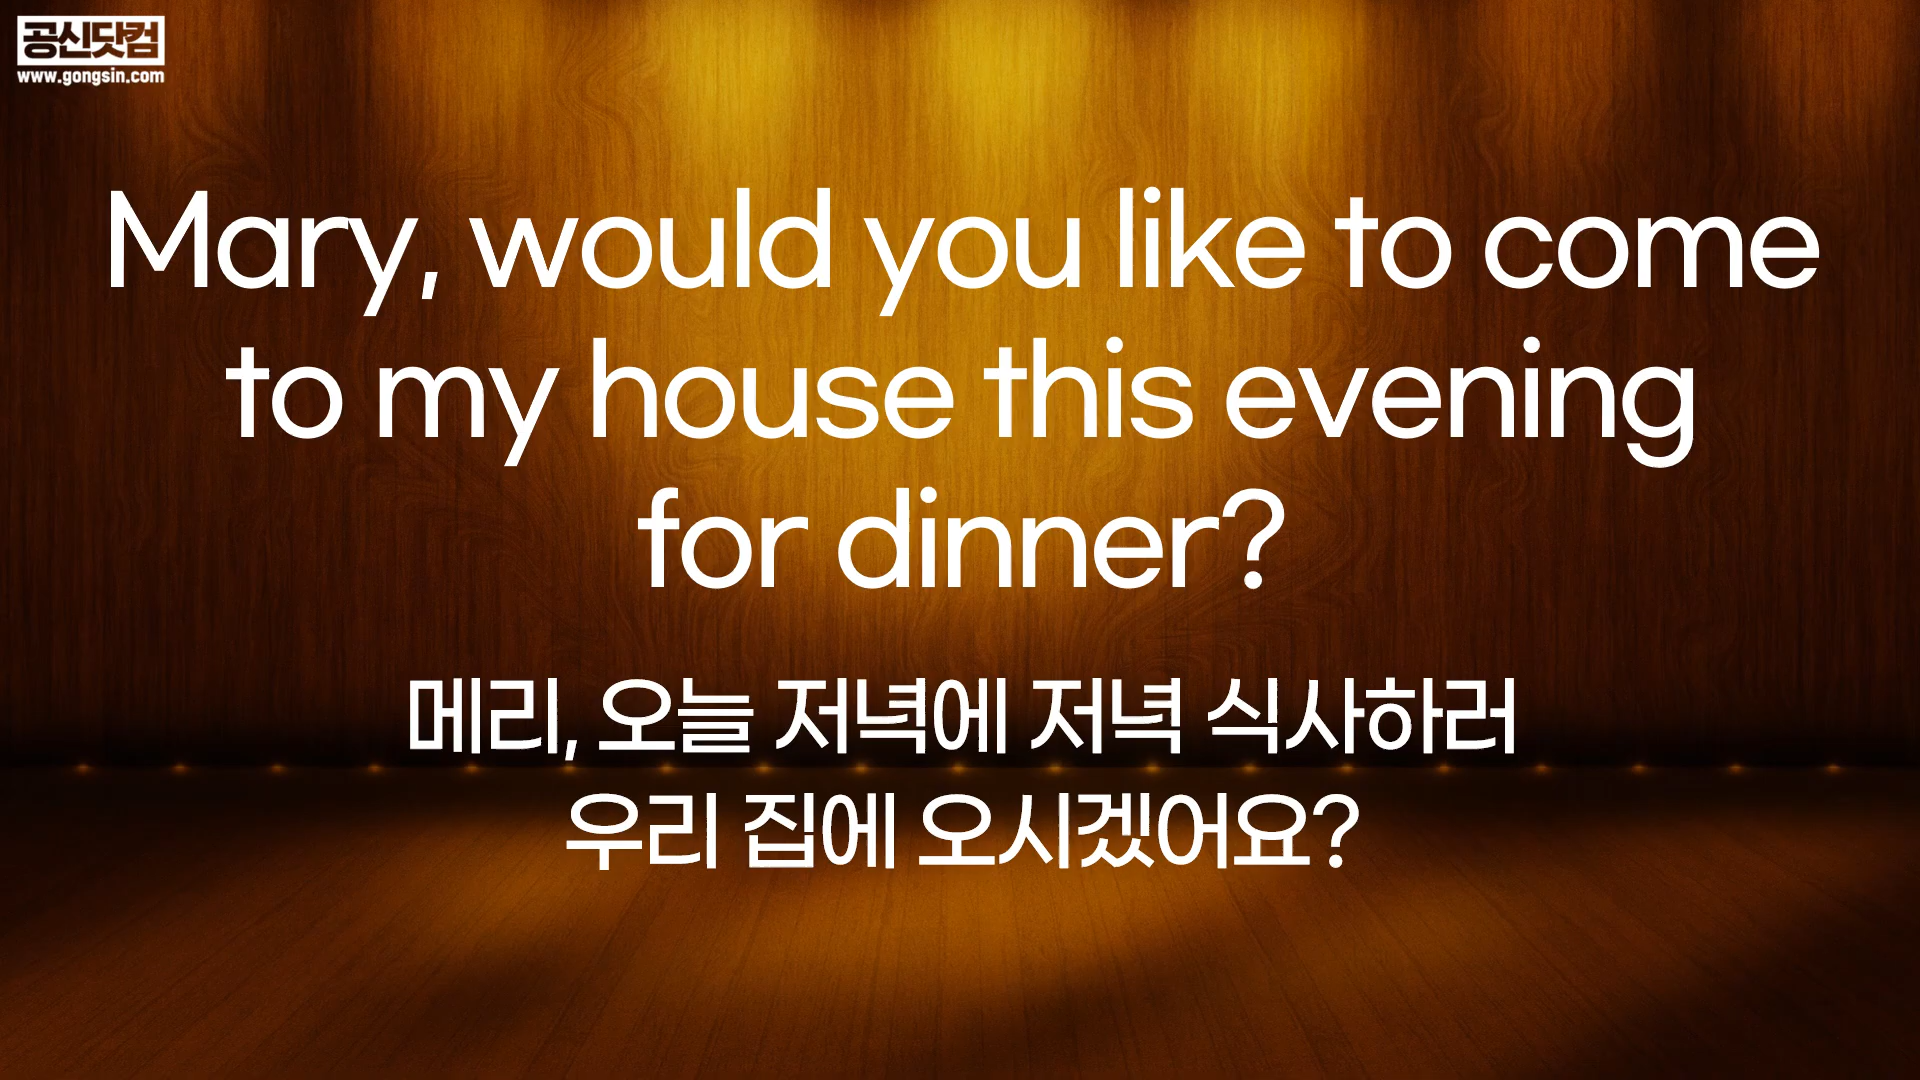 공신닷컴
www.gongsin.com
Mary, would you like to come
to my house this evening
for dinner?
메리, 오늘 저녁에 저녁 식사하러
우리 집에 오시겠어요?